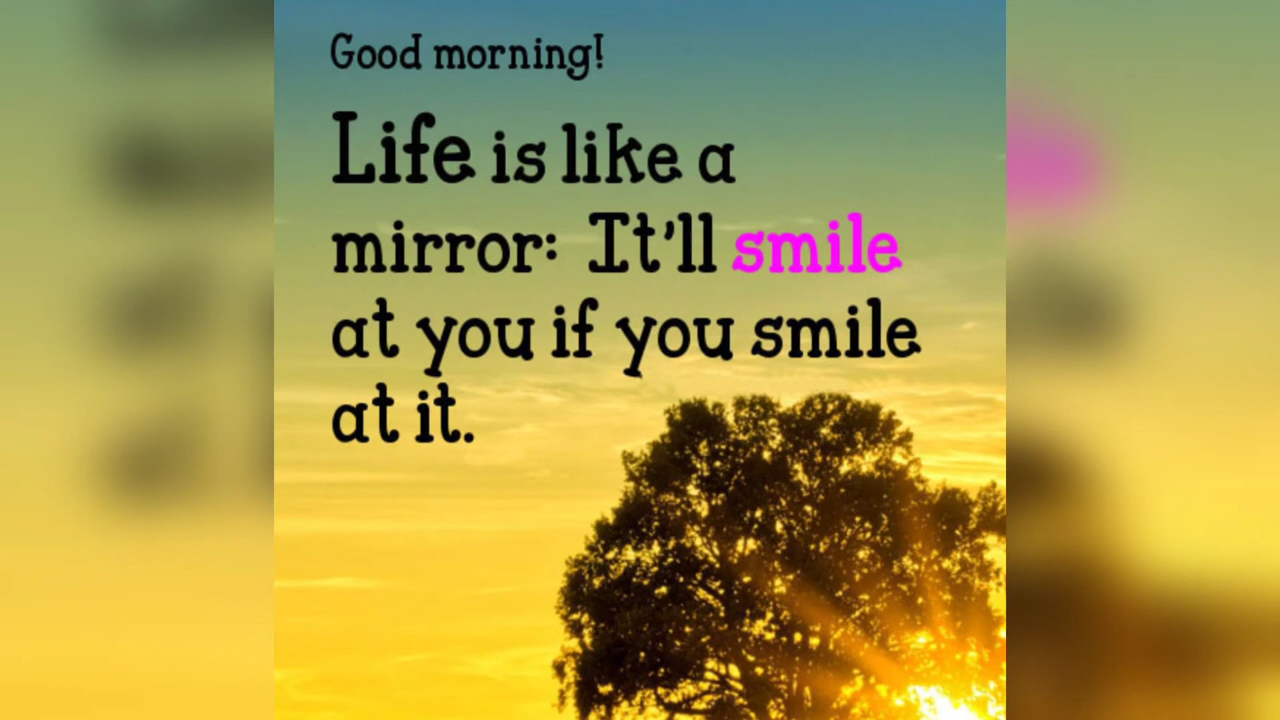 Good morning!
Life is like a
mirror: It'll smile
at you if you smile
at it.